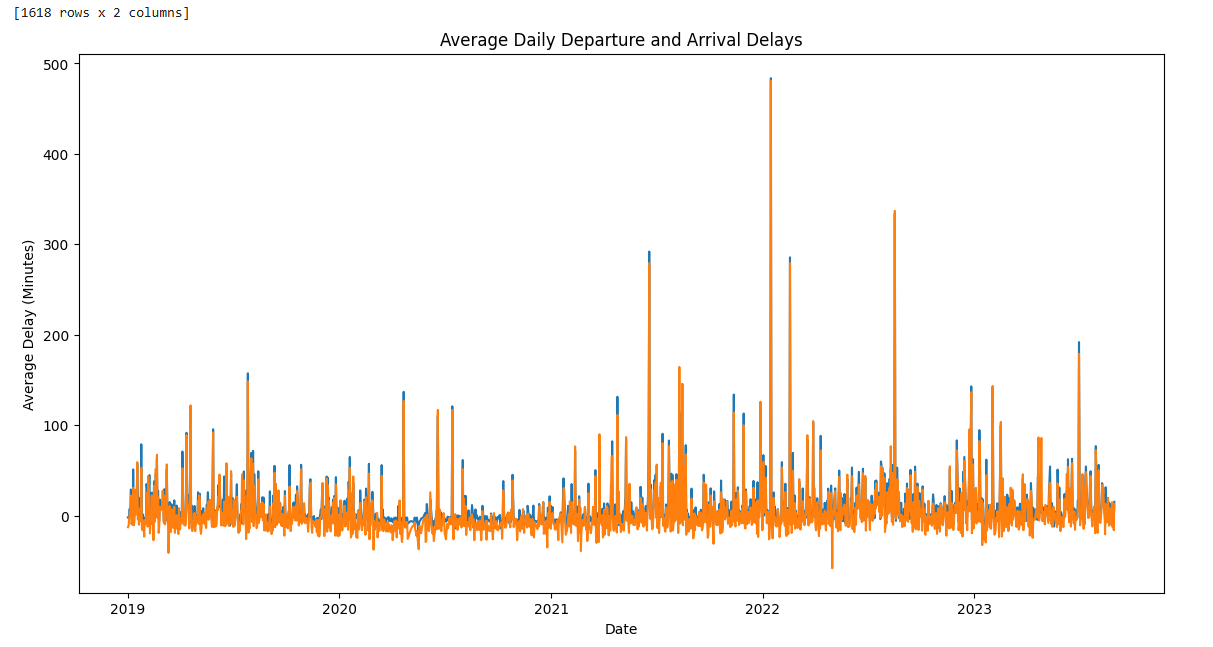 [1618 rows x 2 columns]
Average Daily Departure and Arrival Delays
500
400
300
200
100
0
Average Delay (Minutes)
2019 2020 2021 2022 2023
Date